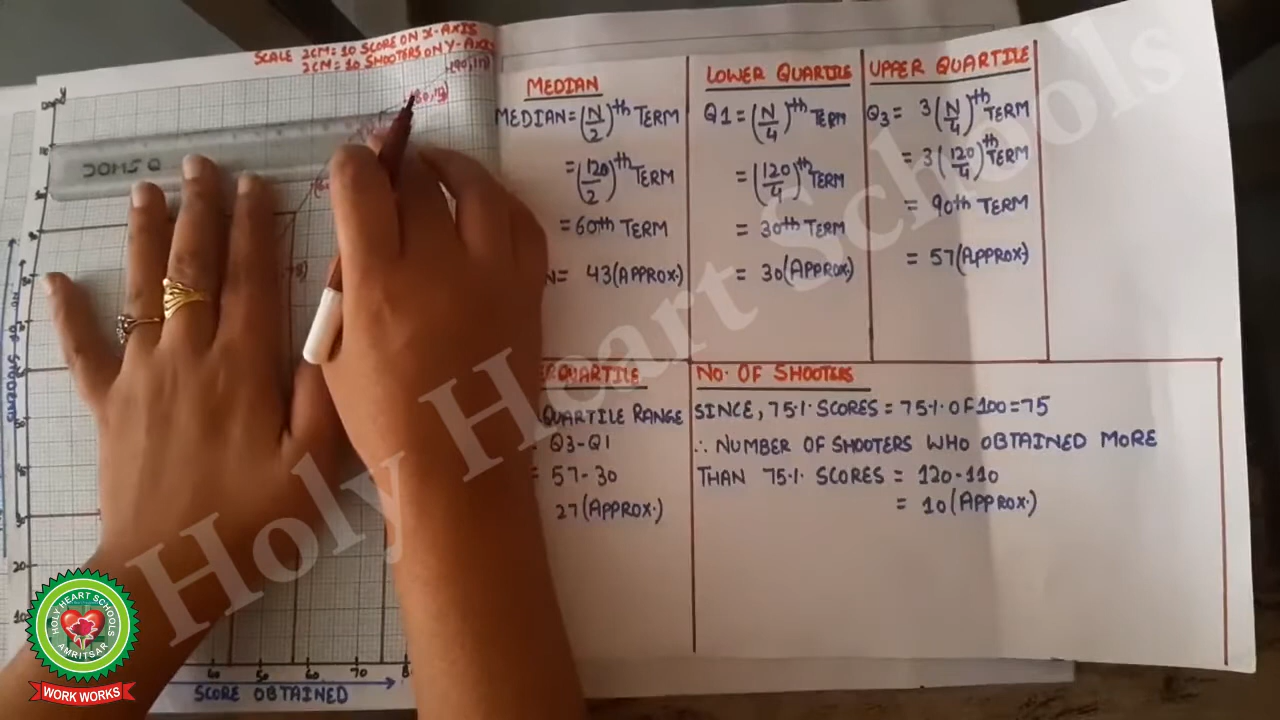 SCALE 2CM = 10 SCORE ON X-AXIS
2CM = 10 SHOOTERS ON Y-AXIS
SCORE OBTAINED
MEDIAN
MEDIAN = (N/2)th TERM
= (120/2)th TERM
= 60th TERM
N = 43 (APPROX.)
LOWER QUARTILE
Q1 = (N/4)th TERM
= (120/4)th TERM
= 30th TERM
= 30 (APPROX.)
UPPER QUARTILE
Q3 = 3(N/4)th TERM
= 3(120/4)th TERM
= 90th TERM
= 57 (APPROX.)
QUARTILE
QUARTILE RANGE
Q3-Q1
= 57-30
27 (APPROX.)
NO. OF SHOOTERS
SINCE, 75.1. SCORES = 75.1. OF 100 = 75
∴ NUMBER OF SHOOTERS WHO OBTAINED MORE
THAN 75.1. SCORES = 120-110
= 10 (APPROX.)
Holy Heart Schools
HOLY HEART SCHOOLS
AMRITSAR
WORK WORKS